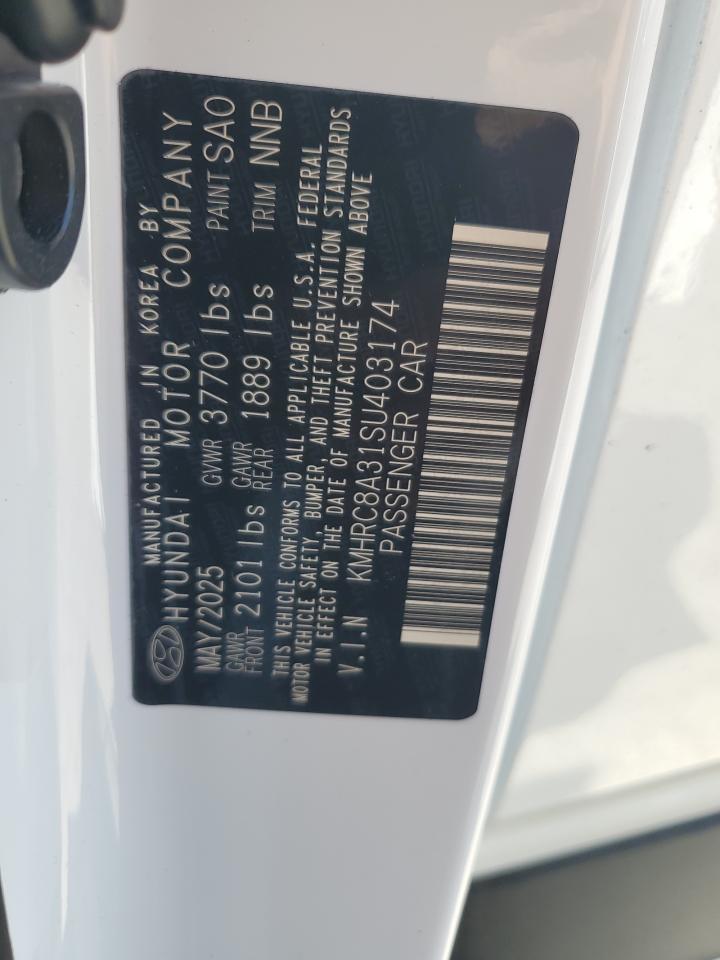 MANUFACTURED IN KOREA BY
HYUNDAI MOTOR COMPANY
MAY/2025 GVWR 3770 lbs PAINT SAO
GAWR FRONT 2101 lbs GAWR REAR 1889 lbs TRIM NNB
THIS VEHICLE CONFORMS TO ALL APPLICABLE U.S.A. FEDERAL
MOTOR VEHICLE SAFETY, BUMPER, AND THEFT PREVENTION STANDARDS
IN EFFECT ON THE DATE OF MANUFACTURE SHOWN ABOVE
V.I.N KMHRC8A31SU403174
PASSENGER CAR